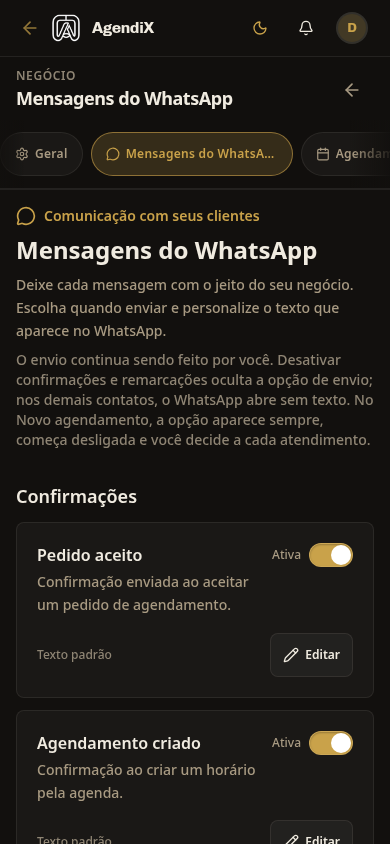 AgendiX
D
NEGÓCIO
Mensagens do WhatsApp
Geral
Mensagens do WhatsA...
Agendan
Comunicação com seus clientes
Mensagens do WhatsApp
Deixe cada mensagem com o jeito do seu negócio.
Escolha quando enviar e personalize o texto que
aparece no WhatsApp.
O envio continua sendo feito por você. Desativar
confirmações e remarcações oculta a opção de envio;
nos demais contatos, o WhatsApp abre sem texto. No
Novo agendamento, a opção aparece sempre,
começa desligada e você decide a cada atendimento.
Confirmações
Pedido aceito
Ativa
Confirmação enviada ao aceitar
um pedido de agendamento.
Texto padrão
Editar
Agendamento criado
Ativa
Confirmação ao criar um horário
pela agenda.
Texto padrão
Editar